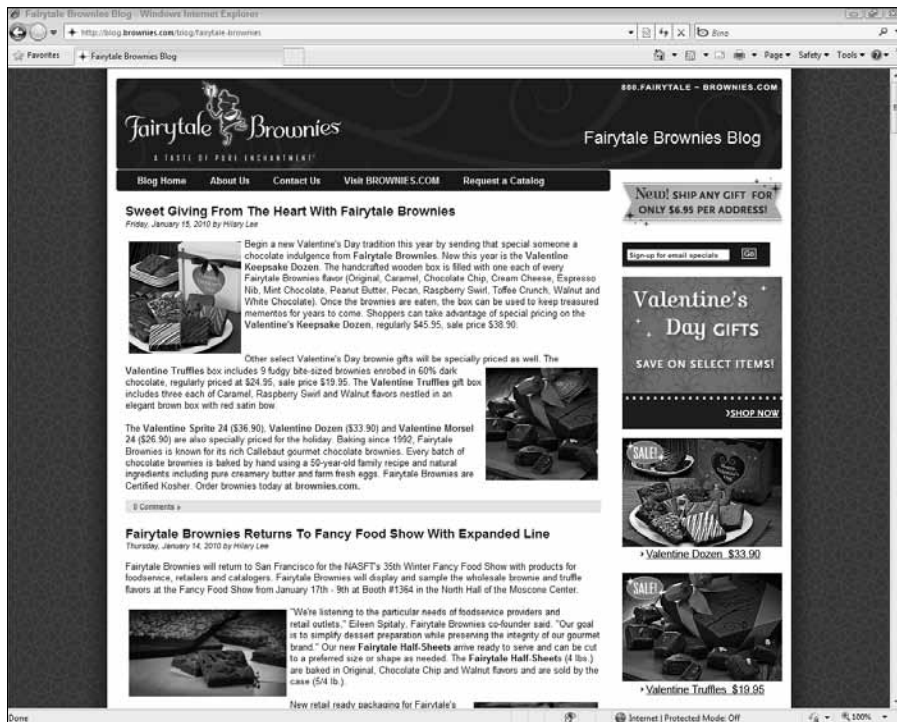 Fairytale Brownies Blog - Windows Internet Explorer
http://blog.brownies.com/blog/fairytale-brownies
Bing
Favorites
Fairytale Brownies Blog
Page
Safety
Tools
800.FAIRYTALE ~ BROWNIES.COM
Fairytale Brownies
A TASTE OF PURE ENCHANTMENT
Fairytale Brownies Blog
Blog Home
About Us
Contact Us
Visit BROWNIES.COM
Request a Catalog
Sweet Giving From The Heart With Fairytale Brownies
Friday, January 15, 2010 by Hilary Lee
Begin a new Valentine's Day tradition this year by sending that special someone a
chocolate indulgence from Fairytale Brownies. New this year is the Valentine
Keepsake Dozen. The handcrafted wooden box is filled with one each of every
Fairytale Brownies flavor (Original, Caramel, Chocolate Chip, Cream Cheese, Espresso
Nib, Mint Chocolate, Peanut Butter, Pecan, Raspberry Swirl, Toffee Crunch, Walnut and
White Chocolate). Once the brownies are eaten, the box can be used to keep treasured
mementos for years to come. Shoppers can take advantage of special pricing on the
Valentine's Keepsake Dozen, regularly $45.95, sale price $38.90.
Other select Valentine's Day brownie gifts will be specially priced as well. The
Valentine Truffles box includes 9 fudgy bite-sized brownies enrobed in 60% dark
chocolate, regularly priced at $24.95, sale price $19.95. The Valentine Truffles gift box
includes three each of Caramel, Raspberry Swirl and Walnut flavors nestled in an
elegant brown box with red satin bow.
The Valentine Sprite 24 ($36.90), Valentine Dozen ($33.90) and Valentine Morsel
24 ($26.90) are also specially priced for the holiday. Baking since 1992, Fairytale
Brownies is known for its rich Callebaut gourmet chocolate brownies. Every batch of
chocolate brownies is baked by hand using a 50-year-old family recipe and natural
ingredients including pure creamery butter and farm fresh eggs. Fairytale Brownies are
Certified Kosher. Order brownies today at brownies.com.
0 Comments »
Fairytale Brownies Returns To Fancy Food Show With Expanded Line
Thursday, January 14, 2010 by Hilary Lee
Fairytale Brownies will return to San Francisco for the NASFT's 35th Winter Fancy Food Show with products for
foodservice, retailers and catalogers. Fairytale Brownies will display and sample the wholesale brownie and truffle
flavors at the Fancy Food Show from January 17th - 9th at Booth #1364 in the North Hall of the Moscone Center.
"We're listening to the particular needs of foodservice providers and
retail outlets," Eileen Spitaly, Fairytale Brownies co-founder said. "Our goal
is to simplify dessert preparation while preserving the integrity of our gourmet
brand." Our new Fairytale Half-Sheets arrive ready to serve and can be cut
to a preferred size or shape as needed. The Fairytale Half-Sheets (4 lbs.)
are baked in Original, Chocolate Chip and Walnut flavors and are sold by the
case (5/4 lb.).
New retail ready packaging for Fairytale's
New! SHIP ANY GIFT FOR
ONLY $6.95 PER ADDRESS!
Sign-up for email specials
Go
Valentine's
Day GIFTS
SAVE ON SELECT ITEMS!
>SHOP NOW
SALE!
Valentine Dozen $33.90
SALE!
Valentine Truffles $19.95
Done
Internet | Protected Mode: Off
100%